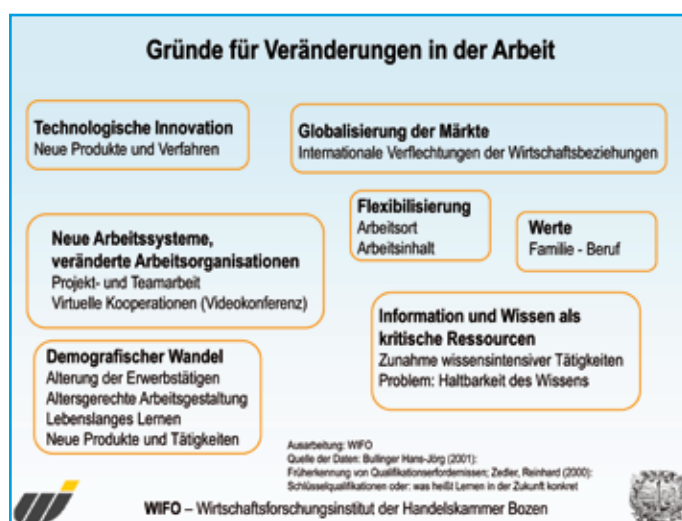 Gründe für Veränderungen in der Arbeit
Technologische Innovation
Neue Produkte und Verfahren
Globalisierung der Märkte
Internationale Verflechtungen der Wirtschaftsbeziehungen
Flexibilisierung
Arbeitsort
Arbeitsinhalt
Werte
Familie - Beruf
Neue Arbeitssysteme,
veränderte Arbeitsorganisationen
Projekt- und Teamarbeit
Virtuelle Kooperationen (Videokonferenz)
Information und Wissen als
kritische Ressourcen
Zunahme wissensintensiver Tätigkeiten
Problem: Haltbarkeit des Wissens
Demografischer Wandel
Alterung der Erwerbstätigen
Altersgerechte Arbeitsgestaltung
Lebenslanges Lernen
Neue Produkte und Tätigkeiten
Ausarbeitung: WIFO
Quelle der Daten: Bullinger Hans-Jörg (2001):
Früherkennung von Qualifikationserfordernissen; Zedler, Reinhard (2000):
Schlüsselqualifikationen oder: was heißt Lernen in der Zukunft konkret
WIFO – Wirtschaftsforschungsinstitut der Handelskammer Bozen